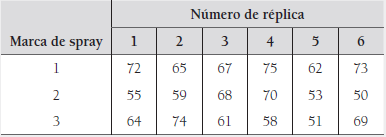 Número de réplica
Marca de spray 1 2 3 4 5 6
1 72 65 67 75 62 73
2 55 59 68 70 53 50
3 64 74 61 58 51 69